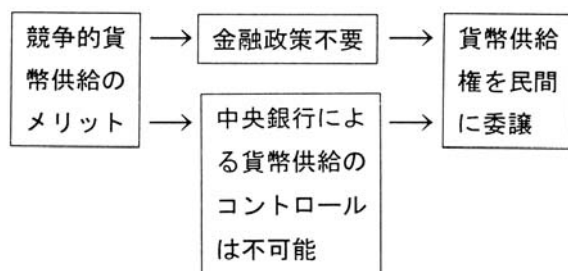 競争的貨
幣供給の
メリット
金融政策不要
中央銀行によ
る貨幣供給の
コントロール
は不可能
貨幣供給
権を民間
に委譲